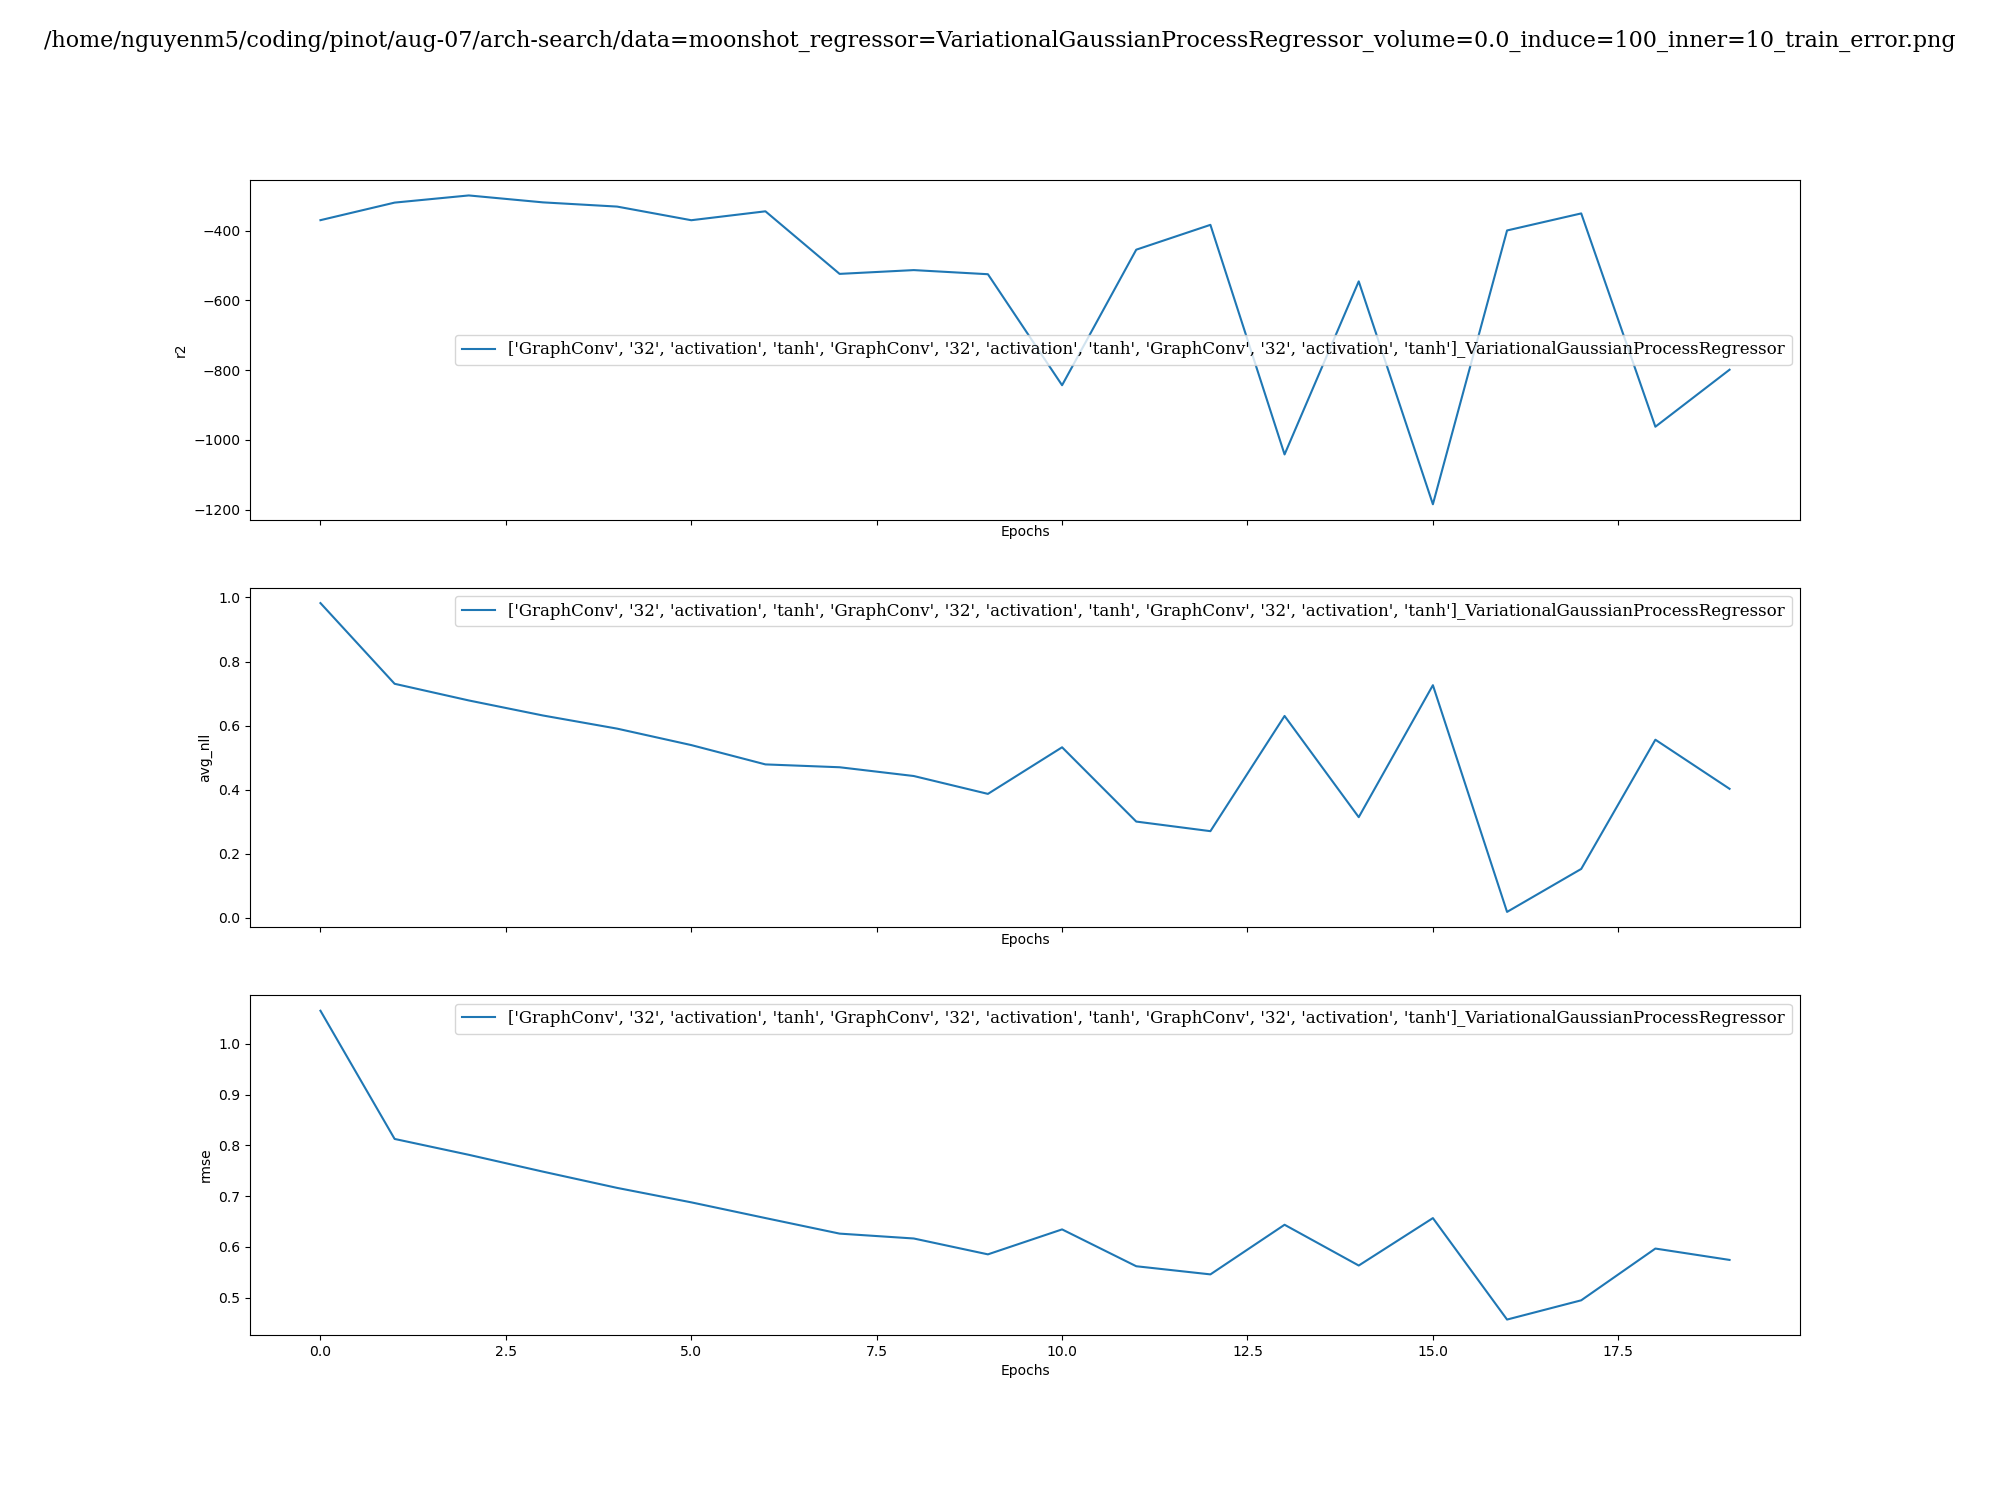 /home/nguyenm5/coding/pinot/aug-07/arch-search/data=moonshot_regressor=VariationalGaussianProcessRegressor_volume=0.0_induce=100_inner=10_train_error.png
−400
−600
−800
−1000
−1200
r2
['GraphConv', '32', 'activation', 'tanh', 'GraphConv', '32', 'activation', 'tanh', 'GraphConv', '32', 'activation', 'tanh']_VariationalGaussianProcessRegressor
Epochs
1.0
0.8
0.6
0.4
0.2
0.0
avg_nll
['GraphConv', '32', 'activation', 'tanh', 'GraphConv', '32', 'activation', 'tanh', 'GraphConv', '32', 'activation', 'tanh']_VariationalGaussianProcessRegressor
Epochs
1.0
0.9
0.8
0.7
0.6
0.5
rmse
['GraphConv', '32', 'activation', 'tanh', 'GraphConv', '32', 'activation', 'tanh', 'GraphConv', '32', 'activation', 'tanh']_VariationalGaussianProcessRegressor
0.0 2.5 5.0 7.5 10.0 12.5 15.0 17.5
Epochs